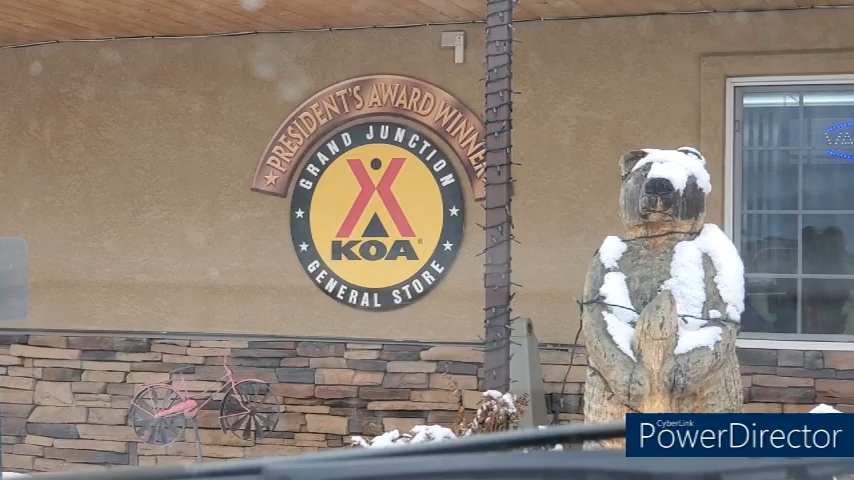 ★ PRESIDENT'S AWARD WINNER
GRAND JUNCTION
KOA®
GENERAL STORE
CyberLink
PowerDirector